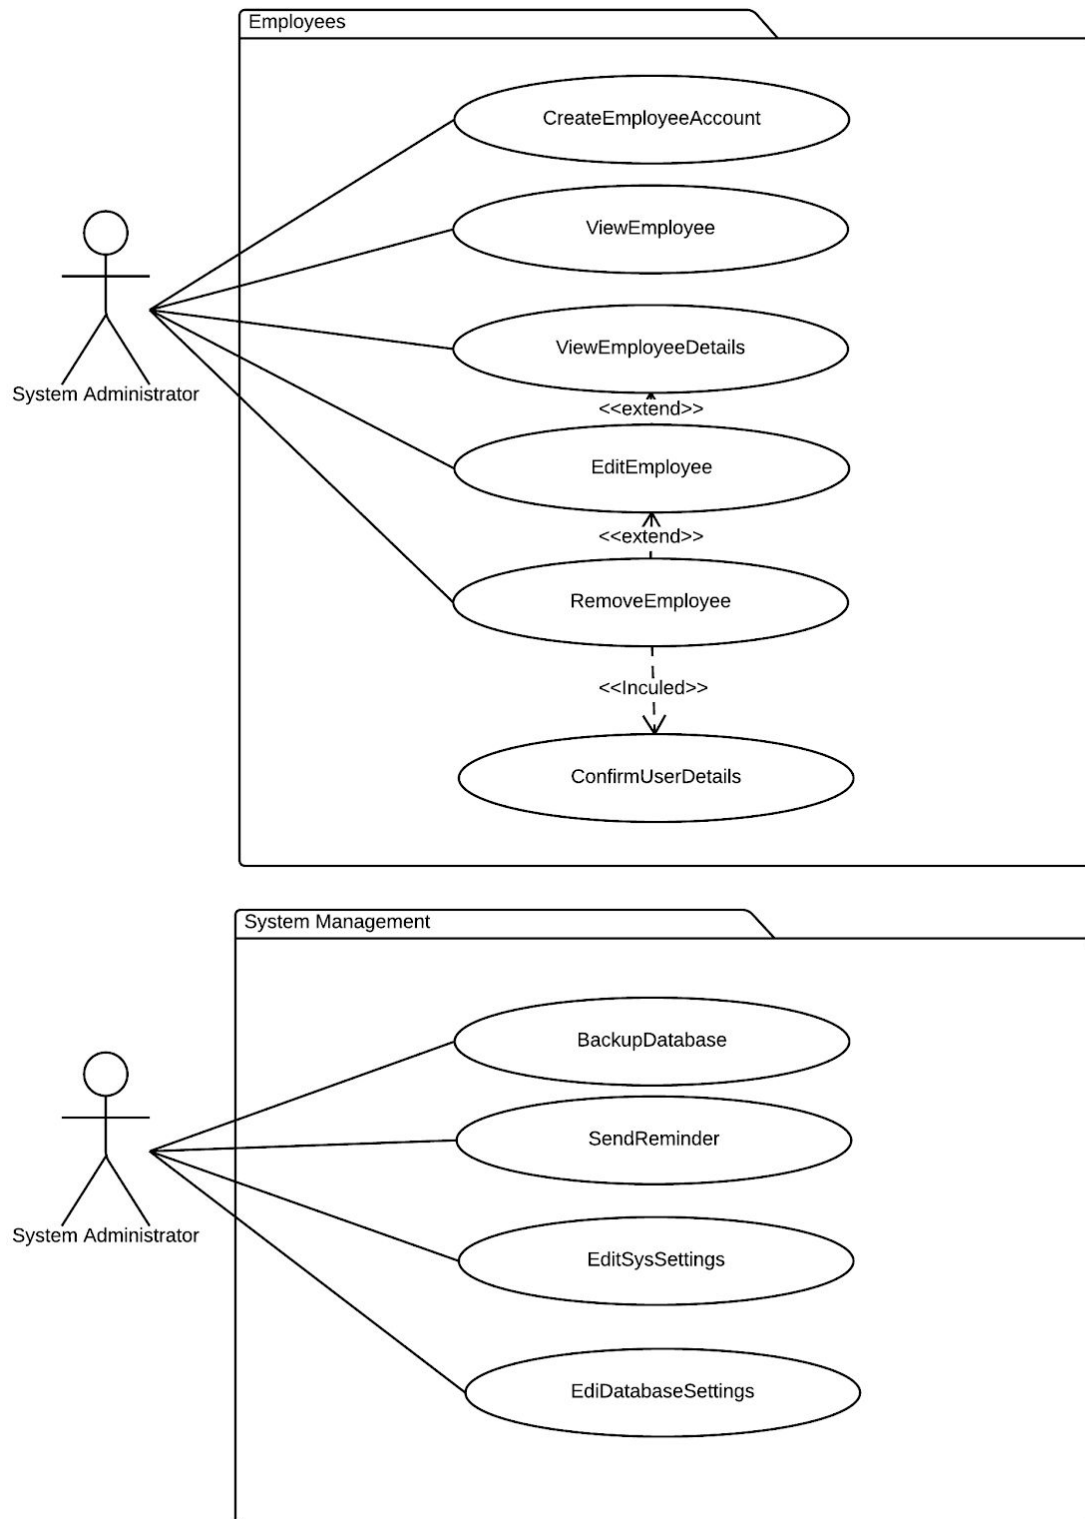 Employees
CreateEmployeeAccount
ViewEmployee
ViewEmployeeDetails
<<extend>>
EditEmployee
<<extend>>
RemoveEmployee
<<Inculed>>
ConfirmUserDetails
System Administrator
System Management
BackupDatabase
SendReminder
EditSysSettings
EdiDatabaseSettings
System Administrator